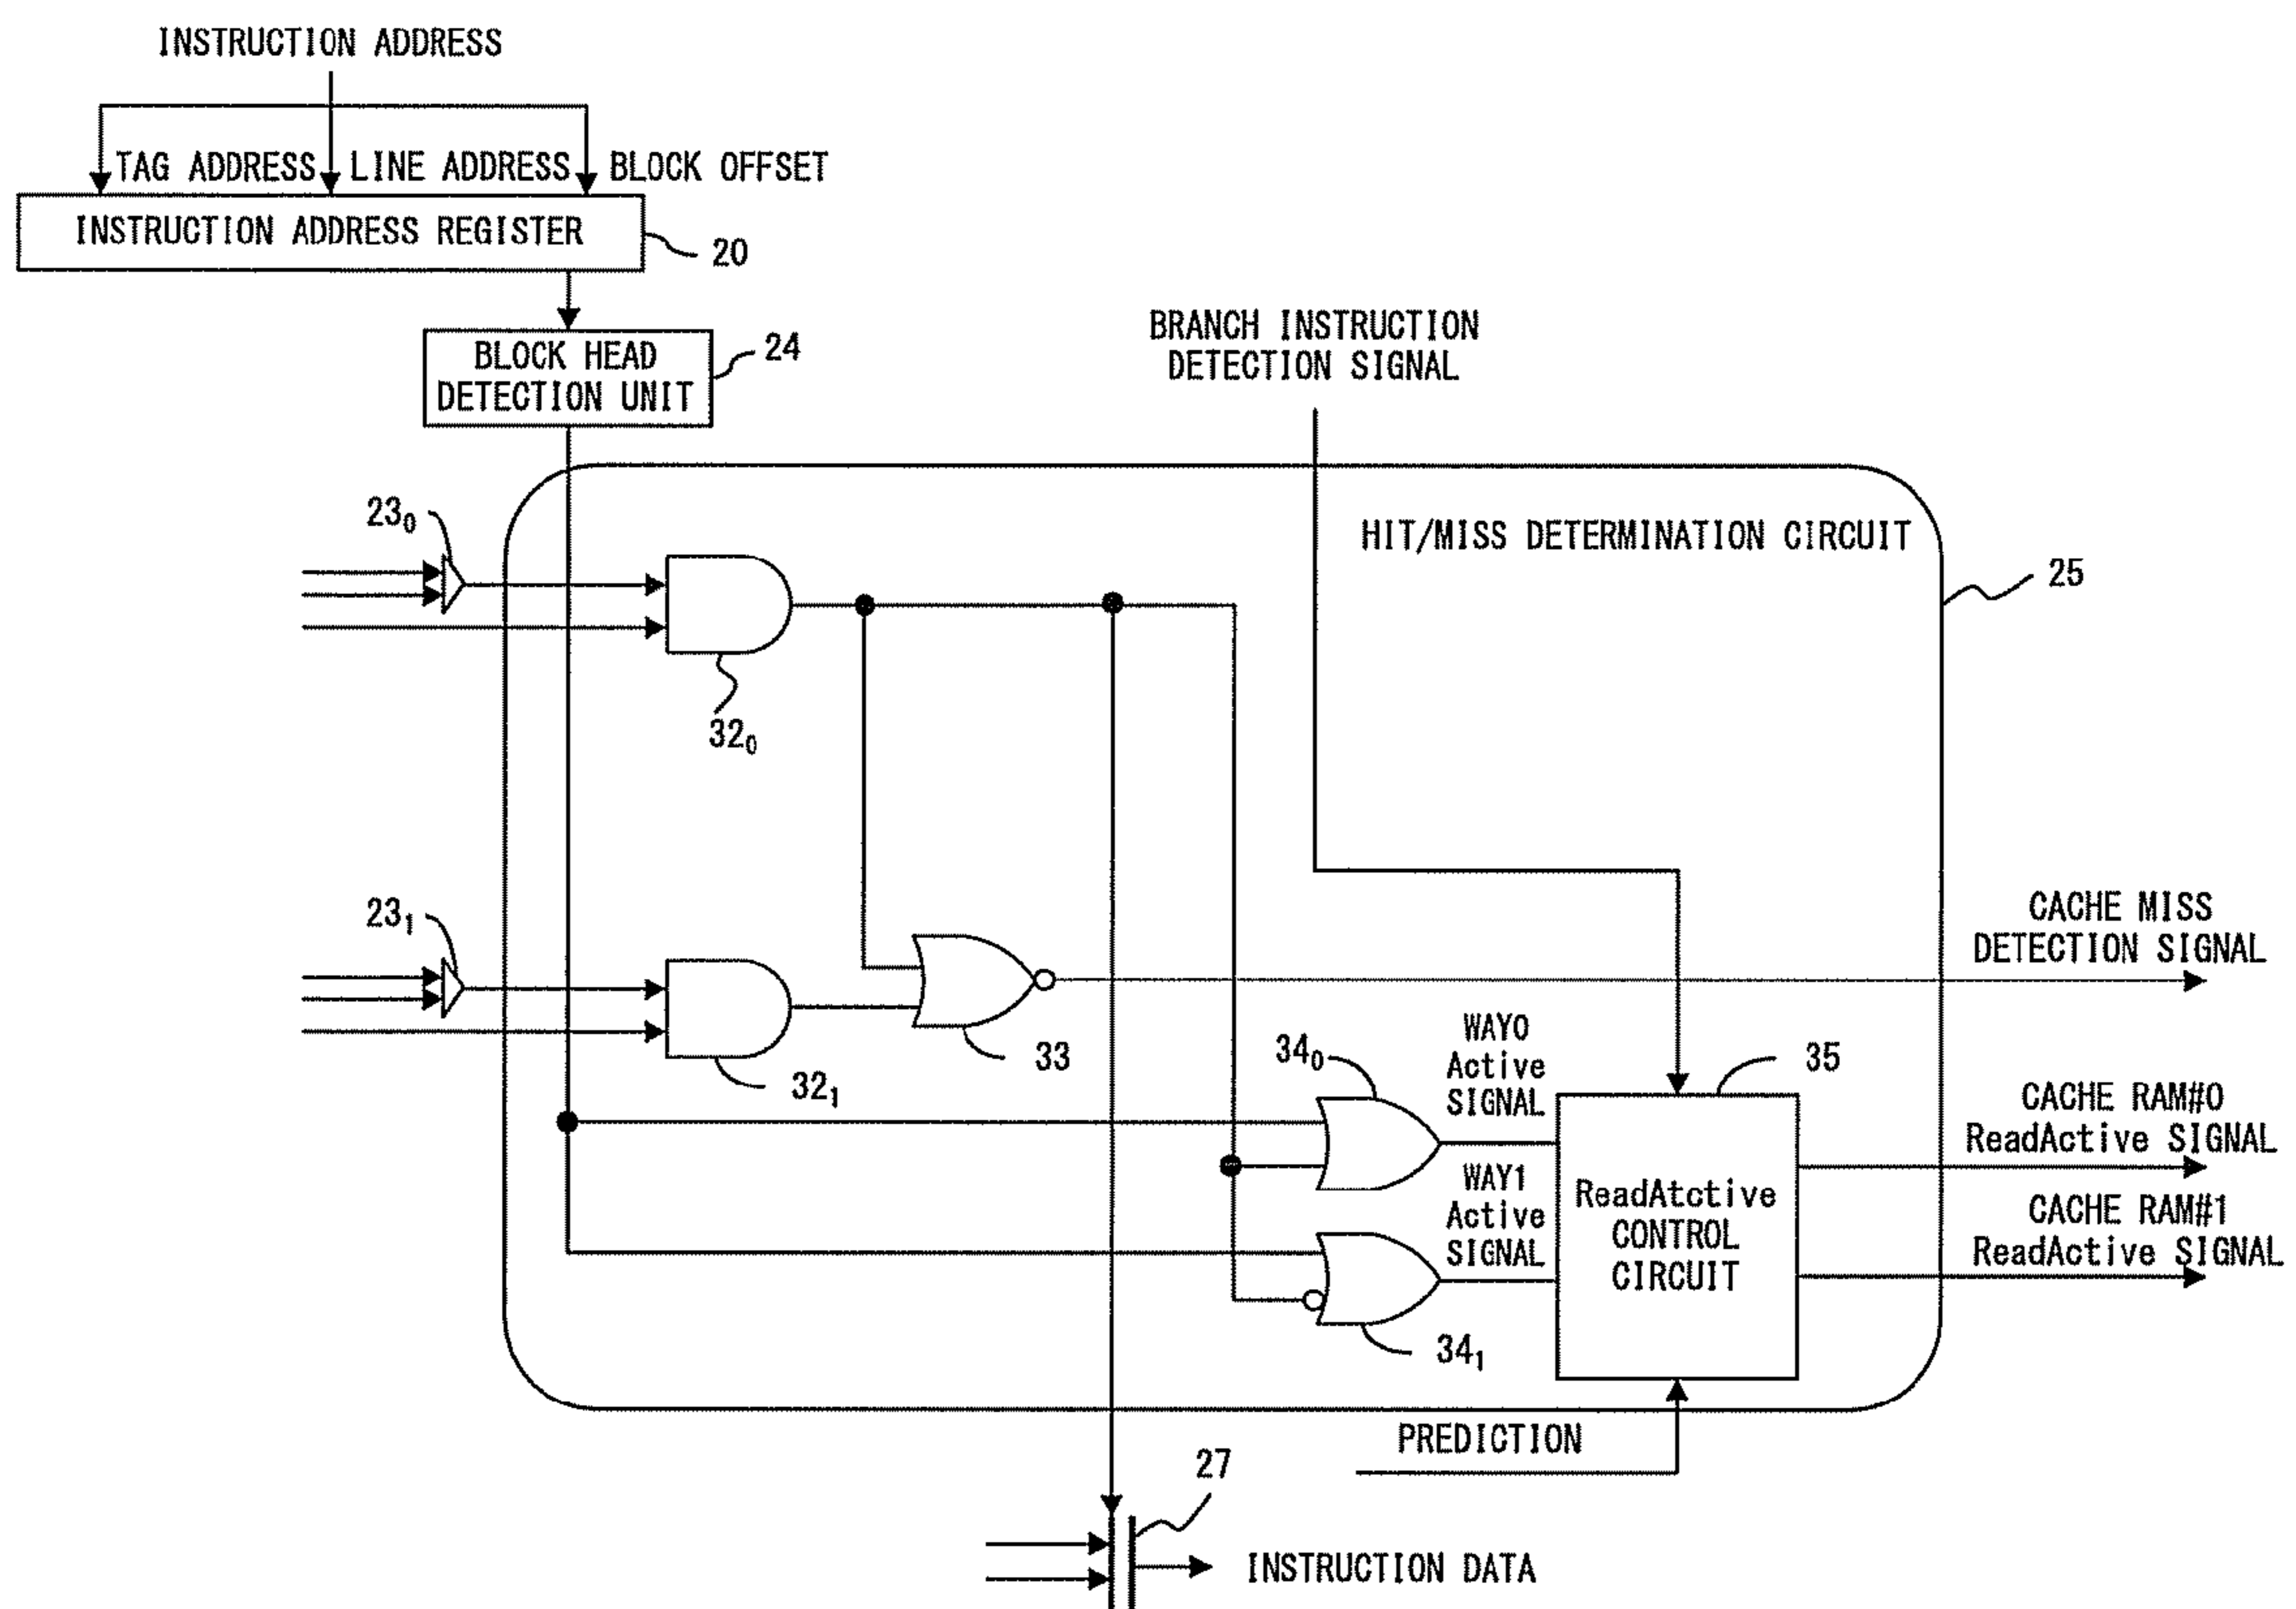 INSTRUCTION ADDRESS
TAG ADDRESS LINE ADDRESS BLOCK OFFSET
INSTRUCTION ADDRESS REGISTER
20
BLOCK HEAD
DETECTION UNIT
24
BRANCH INSTRUCTION
DETECTION SIGNAL
HIT/MISS DETERMINATION CIRCUIT
25
23₀
32₀
23₁
32₁
33
CACHE MISS
DETECTION SIGNAL
34₀
WAY0
Active
SIGNAL
35
CACHE RAM#0
ReadActive SIGNAL
WAY1
Active
SIGNAL
ReadAtctive
CONTROL
CIRCUIT
CACHE RAM#1
ReadActive SIGNAL
34₁
PREDICTION
27
INSTRUCTION DATA